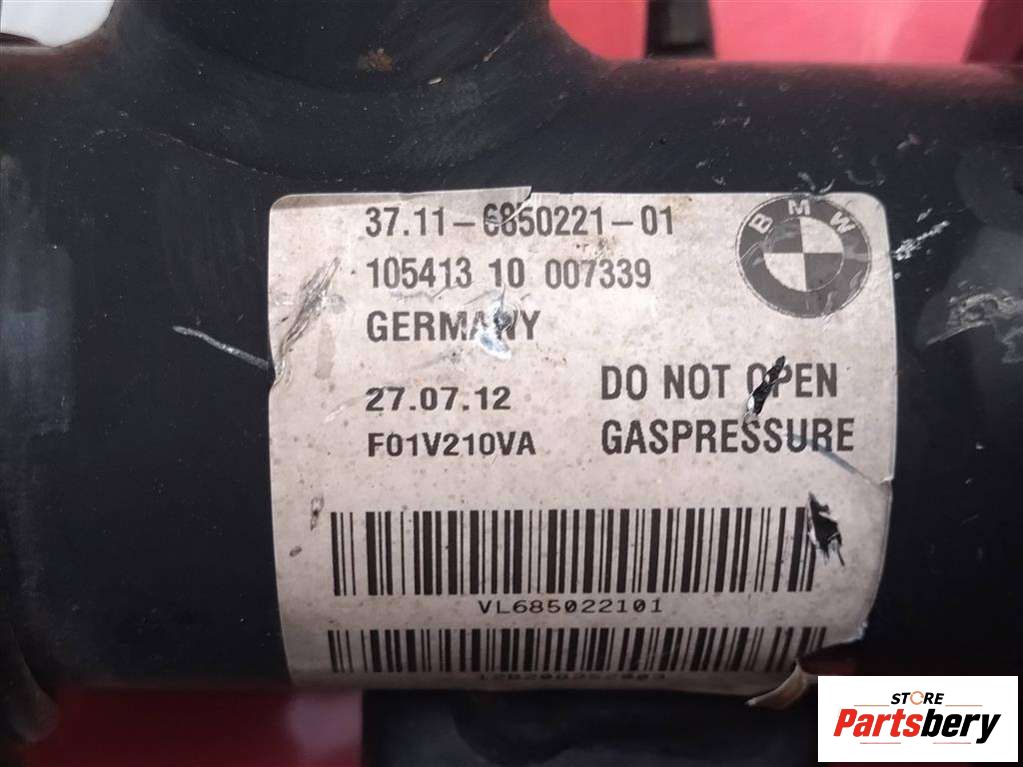 37.11-6850221-01
BMW
105413 10 007339
GERMANY
27.07.12
DO NOT OPEN
F01V210VA
GASPRESSURE
VL685022101
STORE
Partsbery